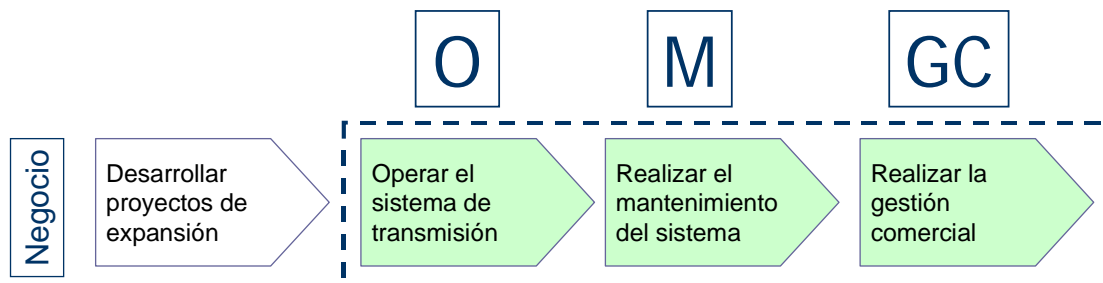 O
M
GC
Negocio
Desarrollar
proyectos de
expansión
Operar el
sistema de
transmisión
Realizar el
mantenimiento
del sistema
Realizar la
gestión
comercial